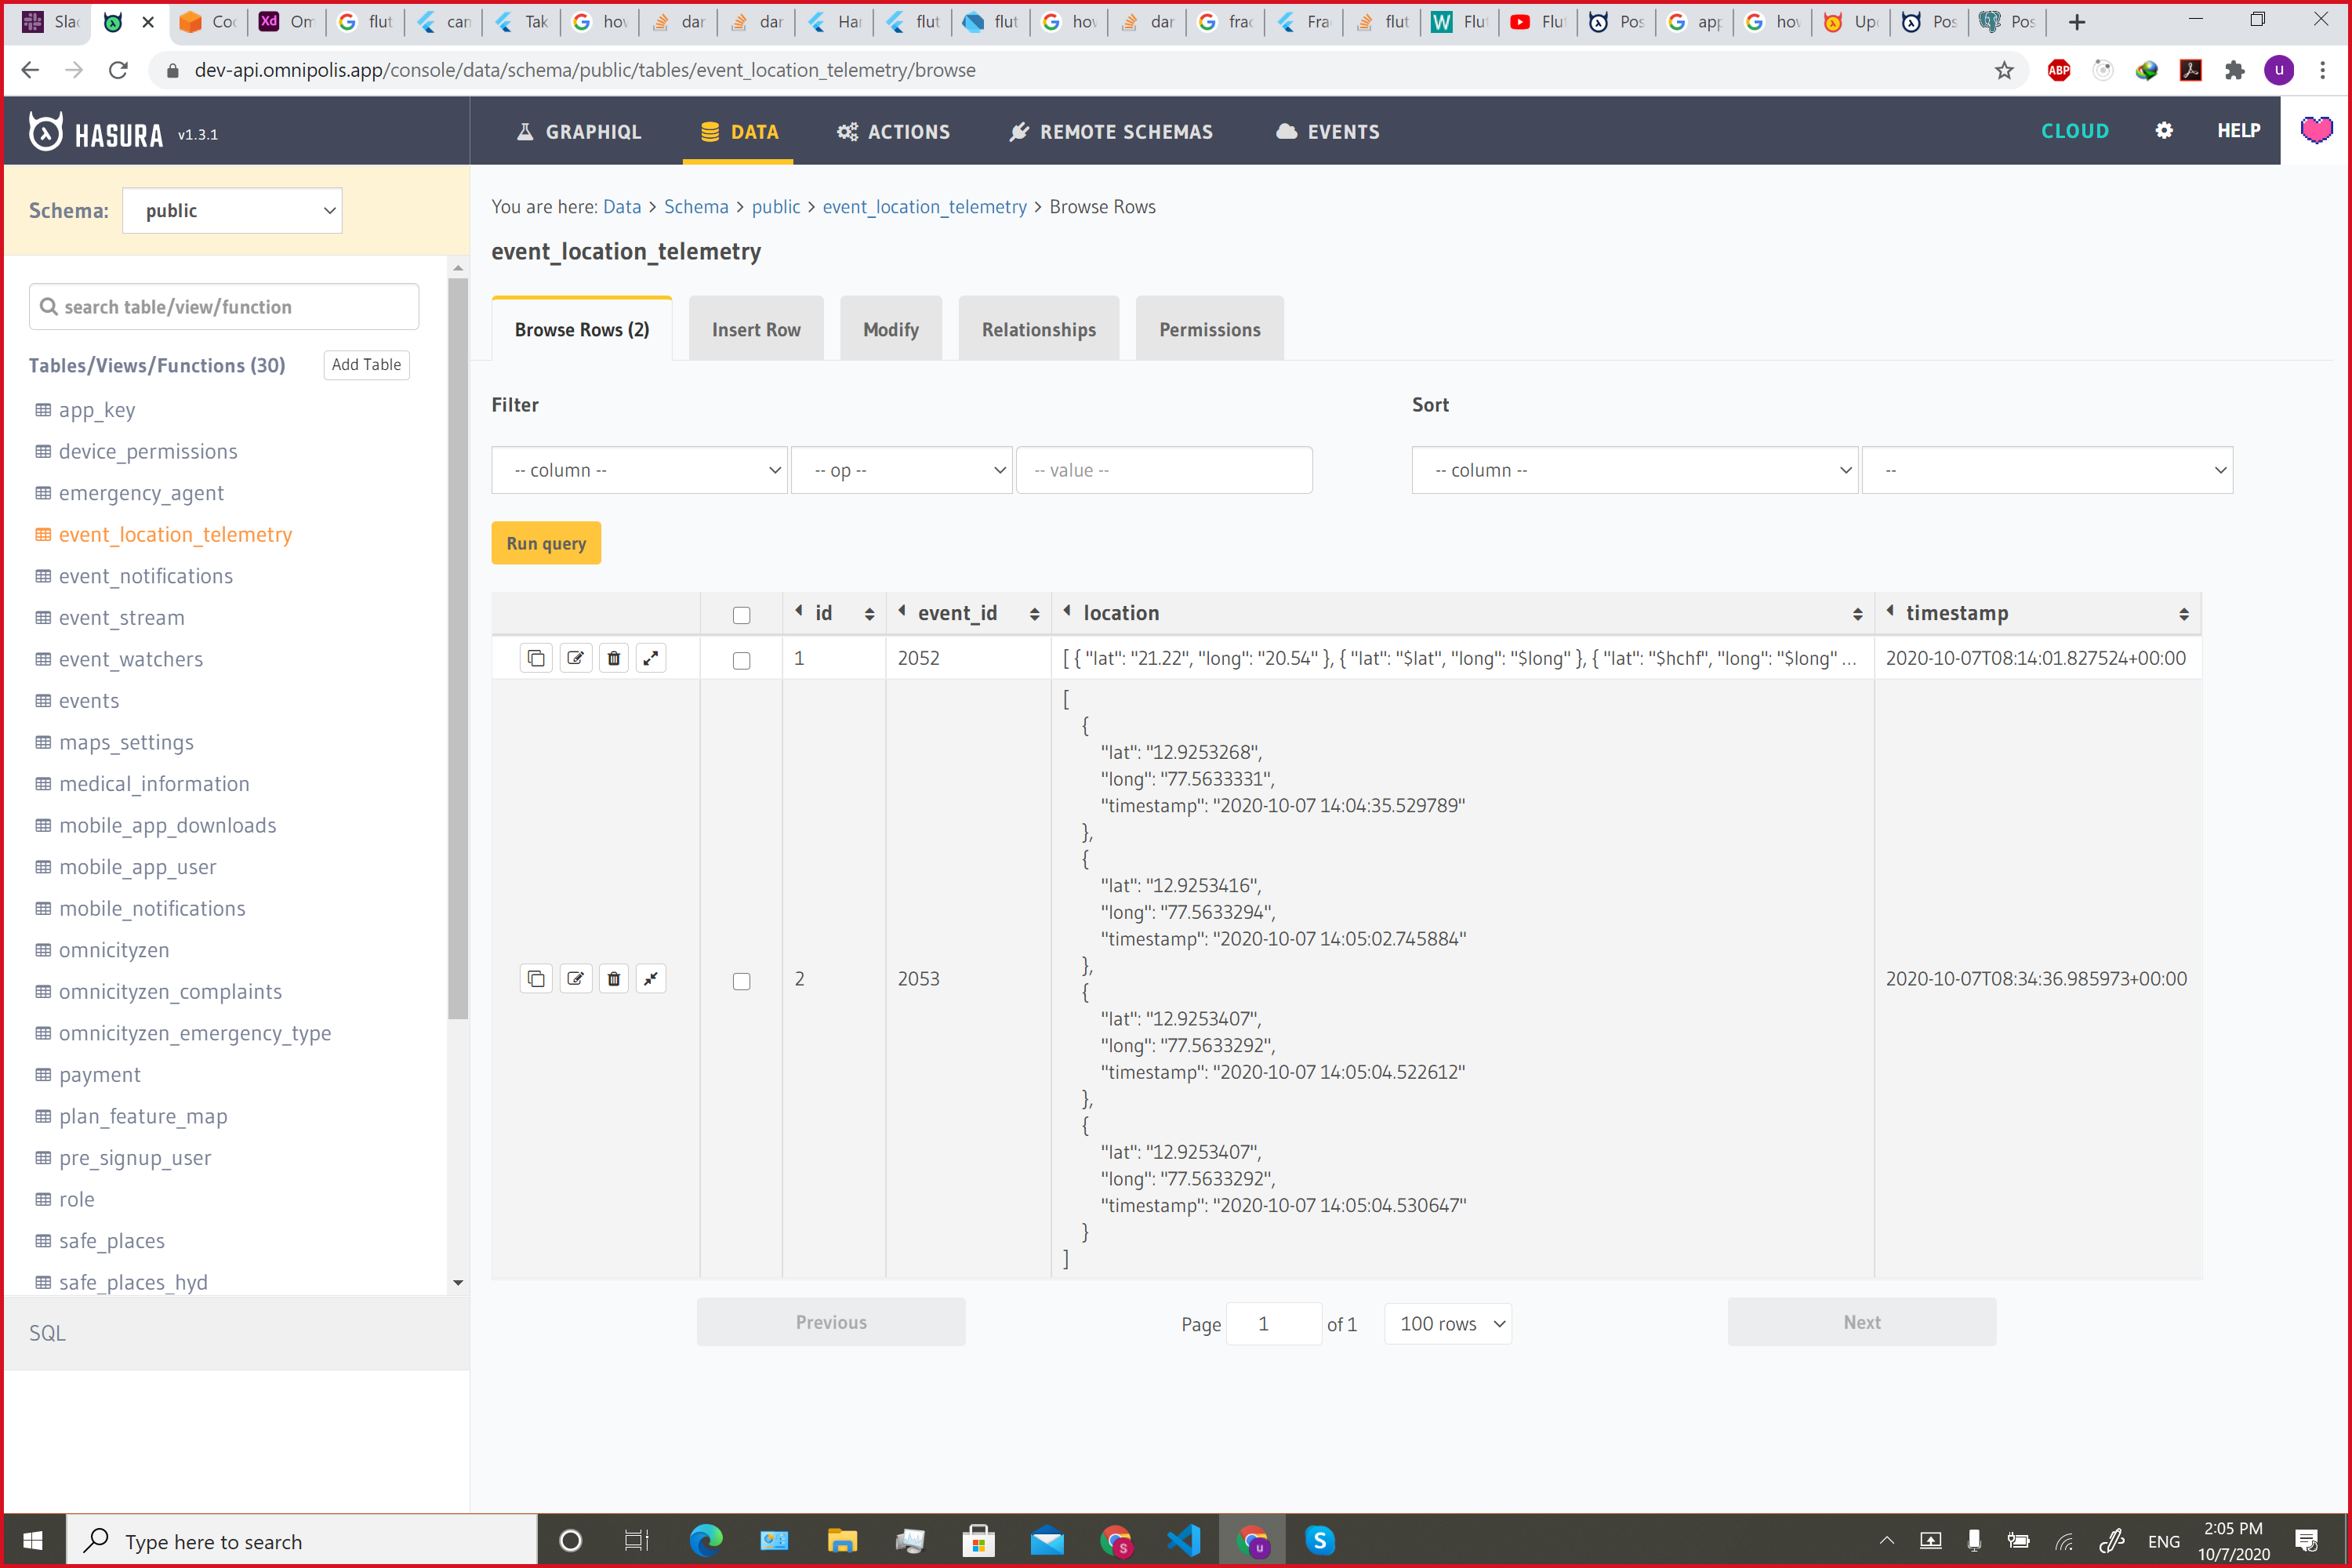 Slac
Coc
Xd
Om
flut
can
Tak
hov
dar
dar
Han
flut
flut
hov
dar
frac
Fra
flut
W
Flut
Flut
Pos
app
hov
Upd
Pos
Pos
dev-api.omnipolis.app/console/data/schema/public/tables/event_location_telemetry/browse
ABP
u
HASURA v1.3.1
GRAPHIQL
DATA
ACTIONS
REMOTE SCHEMAS
EVENTS
CLOUD
HELP
Schema:
public
search table/view/function
Tables/Views/Functions (30)
Add Table
app_key
device_permissions
emergency_agent
event_location_telemetry
event_notifications
event_stream
event_watchers
events
maps_settings
medical_information
mobile_app_downloads
mobile_app_user
mobile_notifications
omnicityzen
omnicityzen_complaints
omnicityzen_emergency_type
payment
plan_feature_map
pre_signup_user
role
safe_places
safe_places_hyd
SQL
You are here: Data > Schema > public > event_location_telemetry > Browse Rows
event_location_telemetry
Browse Rows (2)
Insert Row
Modify
Relationships
Permissions
Filter
Sort
-- column --
-- op --
-- value --
-- column --
--
Run query
id
event_id
location
timestamp
1
2052
[ { "lat": "21.22", "long": "20.54" }, { "lat": "$lat", "long": "$long" }, { "lat": "$hchf", "long": "$long" ...
2020-10-07T08:14:01.827524+00:00
2
2053
[
{
"lat": "12.9253268",
"long": "77.5633331",
"timestamp": "2020-10-07 14:04:35.529789"
},
{
"lat": "12.9253416",
"long": "77.5633294",
"timestamp": "2020-10-07 14:05:02.745884"
},
{
"lat": "12.9253407",
"long": "77.5633292",
"timestamp": "2020-10-07 14:05:04.522612"
},
{
"lat": "12.9253407",
"long": "77.5633292",
"timestamp": "2020-10-07 14:05:04.530647"
}
]
2020-10-07T08:34:36.985973+00:00
Previous
Page 1 of 1
100 rows
Next
Type here to search
S
u
S
ENG
2:05 PM
10/7/2020